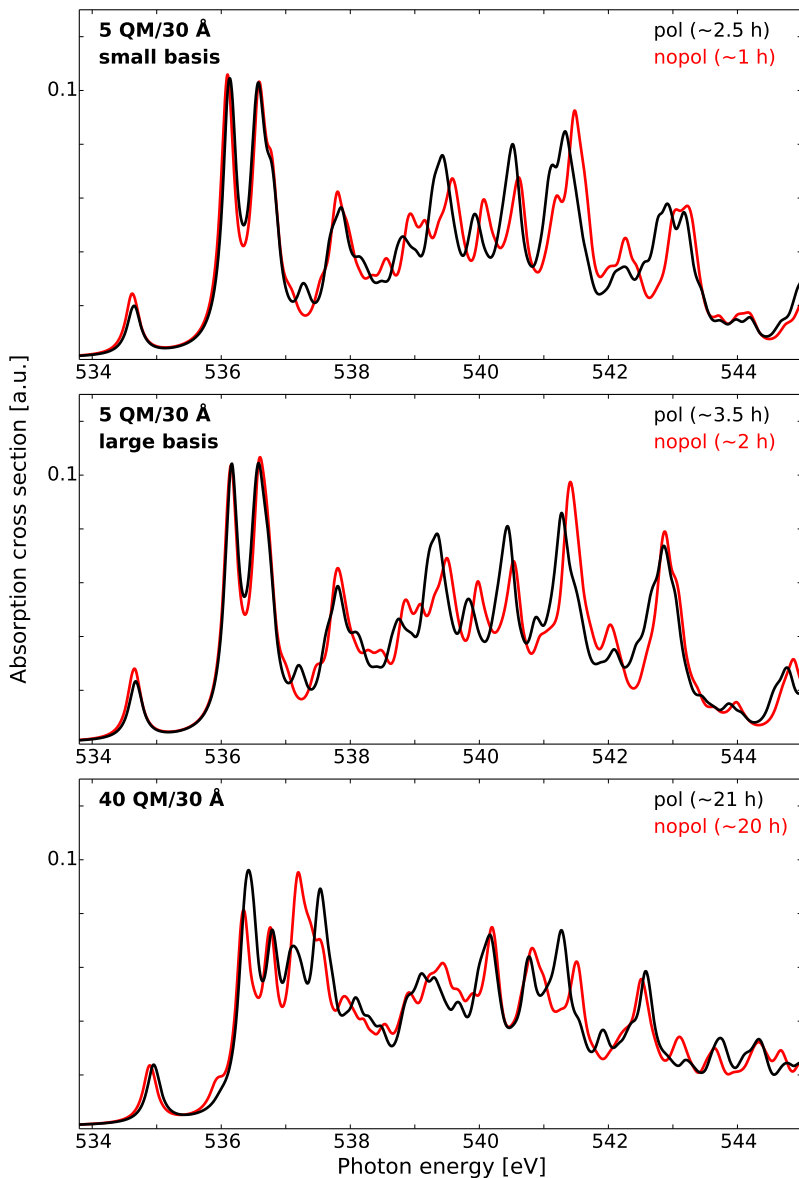 5 QM/30 Å
small basis
pol (~2.5 h)
nopol (~1 h)
0.1
534 536 538 540 542 544
5 QM/30 Å
large basis
pol (~3.5 h)
nopol (~2 h)
0.1
534 536 538 540 542 544
Absorption cross section [a.u.]
40 QM/30 Å
pol (~21 h)
nopol (~20 h)
0.1
534 536 538 540 542 544
Photon energy [eV]